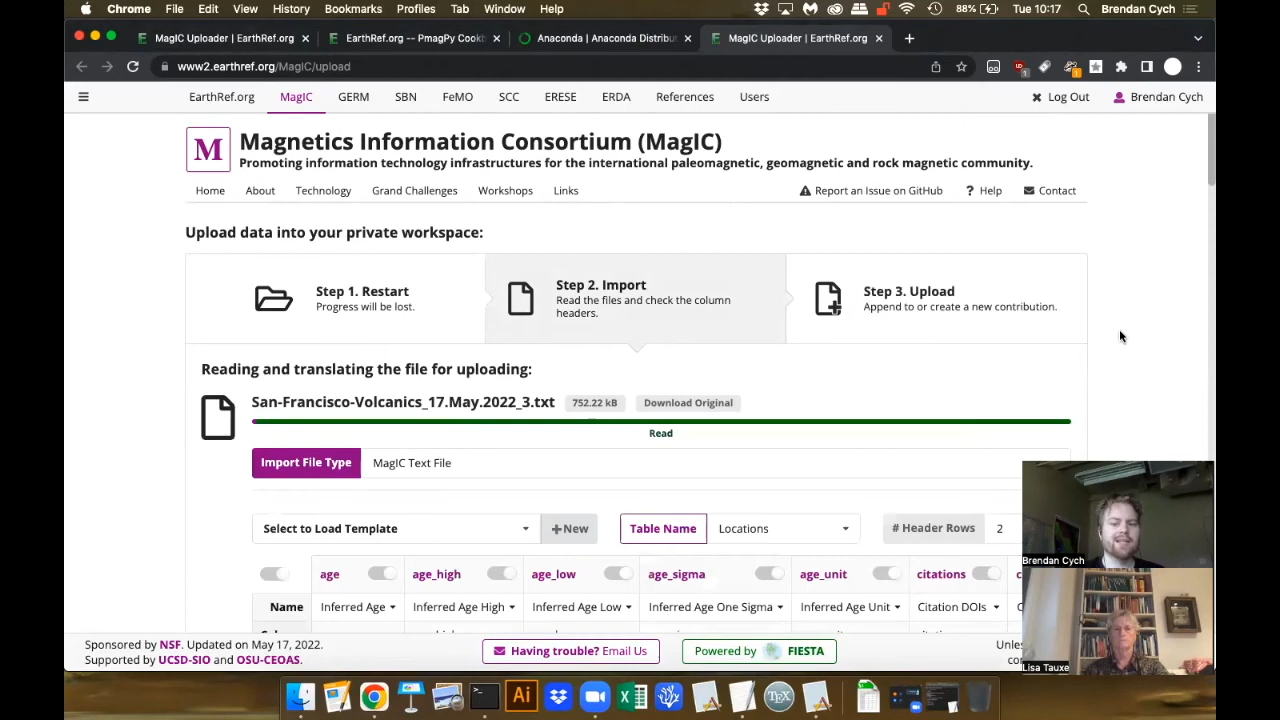 Chrome File Edit View History Bookmarks Profiles Tab Window Help 88% Tue 10:17 Brendan Cych
MagIC Uploader | EarthRef.org × EarthRef.org -- PmagPy Cookb × Anaconda | Anaconda Distribut × MagIC Uploader | EarthRef.org × +
www2.earthref.org/MagIC/upload
EarthRef.org MagIC GERM SBN FeMO SCC ERESE ERDA References Users Log Out Brendan Cych
M
Magnetics Information Consortium (MagIC)
Promoting information technology infrastructures for the international paleomagnetic, geomagnetic and rock magnetic community.
Home About Technology Grand Challenges Workshops Links Report an Issue on GitHub ? Help Contact
Upload data into your private workspace:
Step 1. Restart
Progress will be lost.
Step 2. Import
Read the files and check the column
headers.
Step 3. Upload
Append to or create a new contribution.
Reading and translating the file for uploading:
San-Francisco-Volcanics_17.May.2022_3.txt 752.22 kB Download Original
Read
Import File Type MagIC Text File
Select to Load Template +New Table Name Locations # Header Rows 2
age age_high age_low age_sigma age_unit citations
Name Inferred Age Inferred Age High Inferred Age Low Inferred Age One Sigma Inferred Age Unit Citation DOIs
Brendan Cych
Sponsored by NSF. Updated on May 17, 2022.
Supported by UCSD-SIO and OSU-CEOAS.
Having trouble? Email Us
Powered by FIESTA
Lisa Tauxe
Ai
TEX